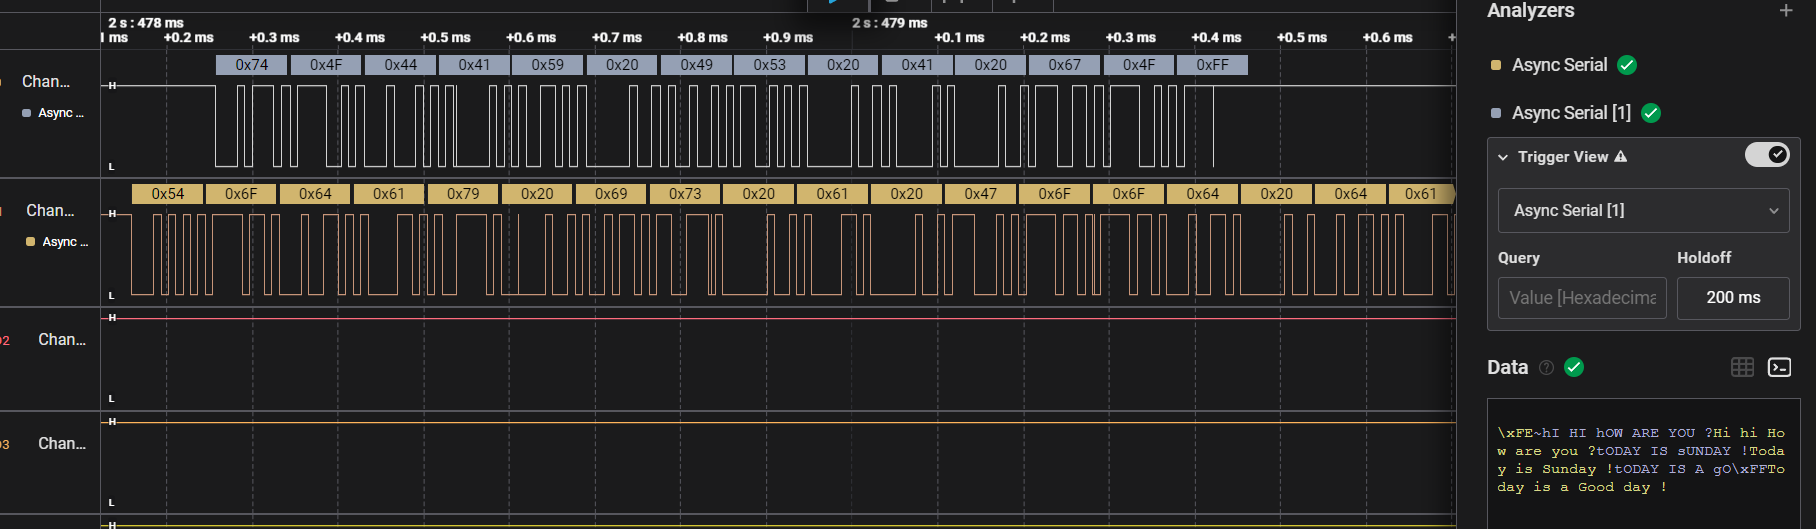 2 s : 478 ms
2 s : 479 ms
1 ms +0.2 ms +0.3 ms +0.4 ms +0.5 ms +0.6 ms +0.7 ms +0.8 ms +0.9 ms +0.1 ms +0.2 ms +0.3 ms +0.4 ms +0.5 ms +0.6 ms +
Chan...
Async ...
H
L
0x74 0x4F 0x44 0x41 0x59 0x20 0x49 0x53 0x20 0x41 0x20 0x67 0x4F 0xFF
Chan...
Async ...
H
L
0x54 0x6F 0x64 0x61 0x79 0x20 0x69 0x73 0x20 0x61 0x20 0x47 0x6F 0x6F 0x64 0x20 0x64 0x61
2 Chan...
H
L
3 Chan...
H
L
H
Analyzers
Async Serial
Async Serial [1]
Trigger View
Async Serial [1]
Query
Holdoff
Value [Hexadecima
200 ms
Data
\xFE~hI HI hOW ARE YOU ?Hi hi Ho
w are you ?tODAY IS sUNDAY !Toda
y is Sunday !tODAY IS A gO\xFFTo
day is a Good day !